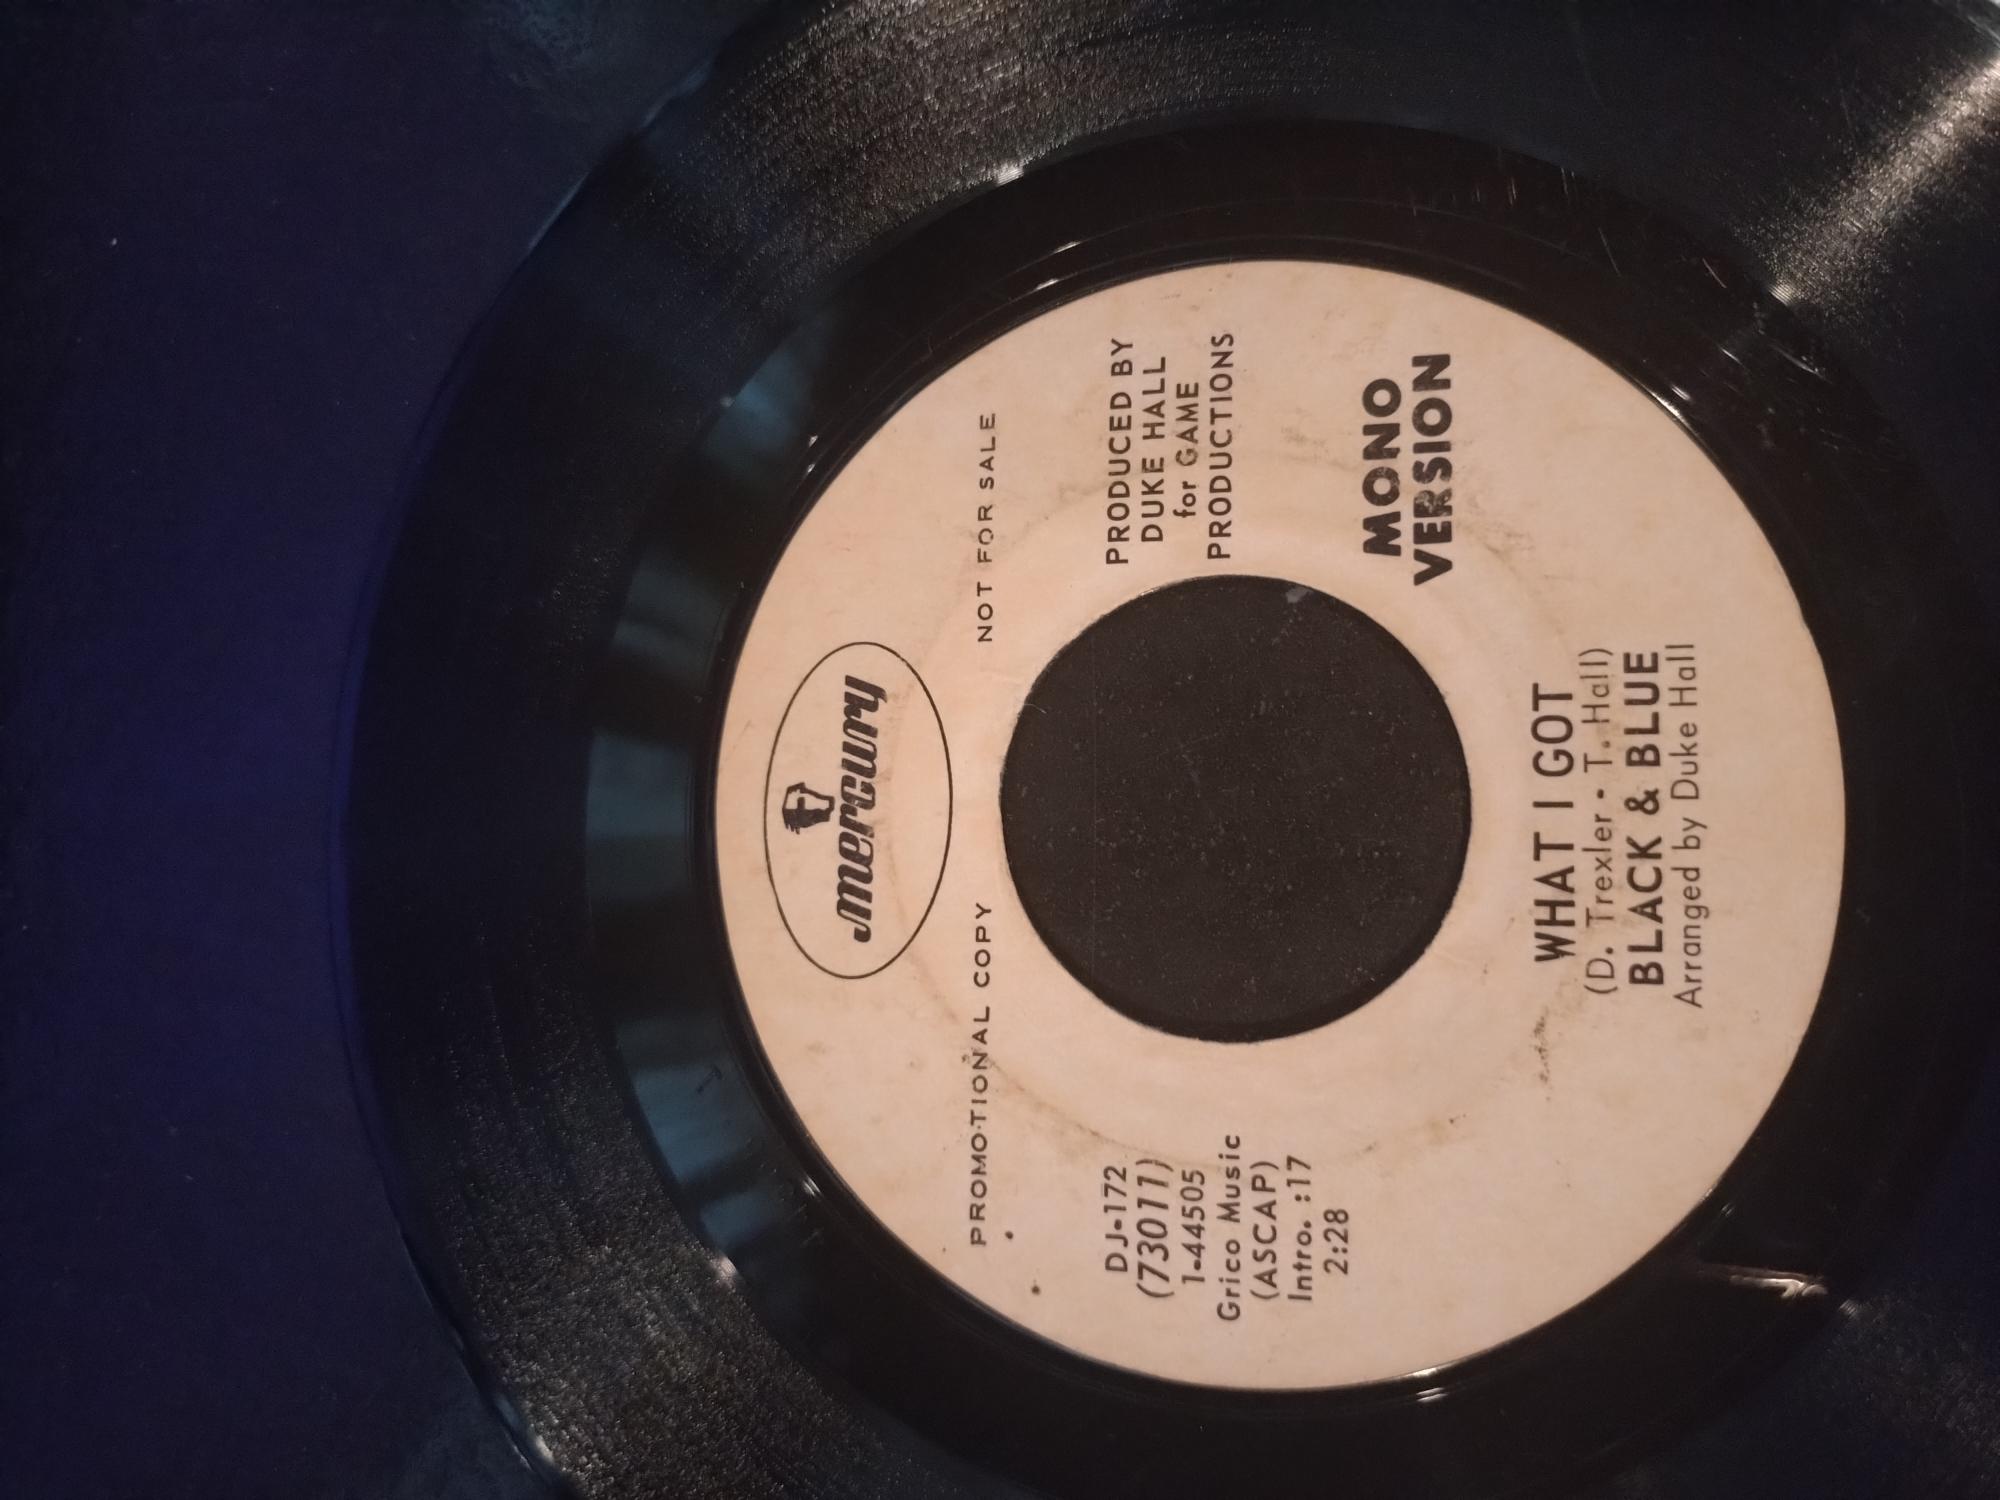 mercury
PROMOTIONAL COPY
NOT FOR SALE
DJ-172
(73011)
1-44505
Grico Music
(ASCAP)
Intro. :17
2:28
PRODUCED BY
DUKE HALL
for GAME
PRODUCTIONS
MONO
VERSION
WHAT I GOT
(D. Trexler - T. Hall)
BLACK & BLUE
Arranged by Duke Hall